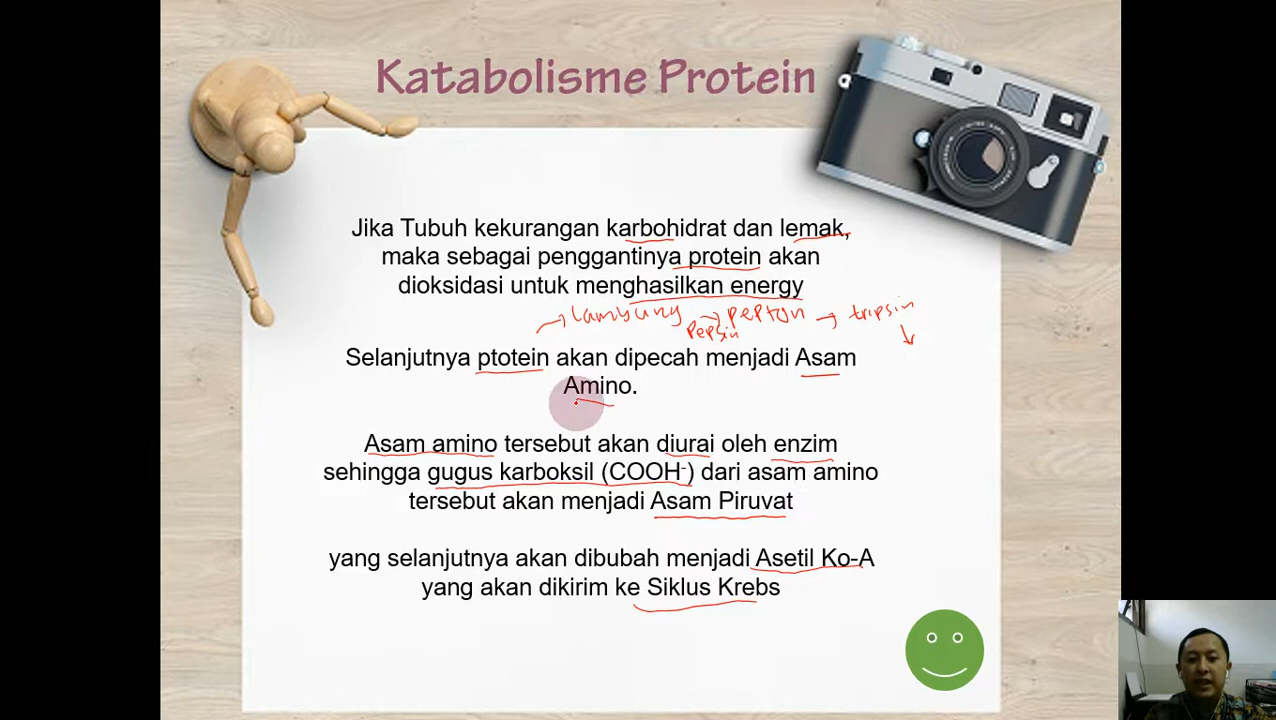 Katabolisme Protein
Jika Tubuh kekurangan karbohidrat dan lemak,
maka sebagai penggantinya protein akan
dioksidasi untuk menghasilkan energy
→ lambung → pepton → tripsin
pepsin ↓
Selanjutnya ptotein akan dipecah menjadi Asam
Amino.
Asam amino tersebut akan diurai oleh enzim
sehingga gugus karboksil (COOH-) dari asam amino
tersebut akan menjadi Asam Piruvat
yang selanjutnya akan dibubah menjadi Asetil Ko-A
yang akan dikirim ke Siklus Krebs